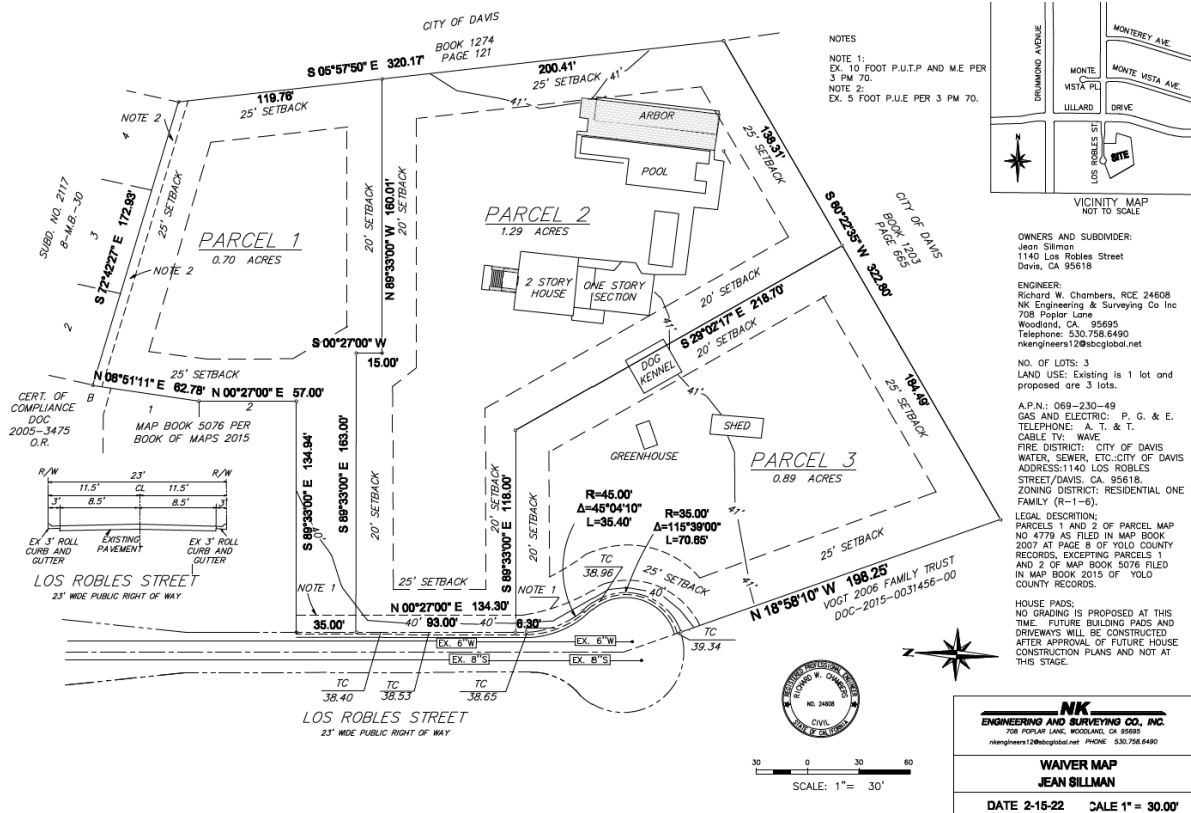 CITY OF DAVIS
BOOK 1274
PAGE 121
S 05°57'50" E 320.17'
200.41'
25' SETBACK
41'
41'
119.76'
25' SETBACK
NOTE 2
4
SUBD. NO. 2117
8-M.B.-30
3
S 72°42'27" E 172.93'
25' SETBACK
NOTE 2
2
PARCEL 1
0.70 ACRES
20' SETBACK
N 89°33'00" W 160.01'
20' SETBACK
ARBOR
POOL
PARCEL 2
1.29 ACRES
2 STORY
HOUSE
ONE STORY
SECTION
41'
138.31'
25' SETBACK
S 60°22'35" W 322.80'
CITY OF DAVIS
BOOK 1203
PAGE 665
20' SETBACK
S 29°02'17" E 218.70'
20' SETBACK
DOG
KENNEL
41'
S 00°27'00" W
15.00'
25' SETBACK
N 08°51'11" E 62.78'
N 00°27'00" E 57.00'
CERT. OF
COMPLIANCE
DOC
2005-3475
O.R.
B
1
2
MAP BOOK 5076 PER
BOOK OF MAPS 2015
S 89°33'00" E 134.94'
S 89°33'00" E 163.00'
20' SETBACK
20' SETBACK
S 89°33'00" E 118.00'
20' SETBACK
SHED
GREENHOUSE
PARCEL 3
0.89 ACRES
184.49'
25' SETBACK
R/W
23'
R/W
11.5'
CL
11.5'
3'
8.5'
8.5'
3'
EX 3' ROLL
CURB AND
GUTTER
EXISTING
PAVEMENT
EX 3' ROLL
CURB AND
GUTTER
LOS ROBLES STREET
23' WIDE PUBLIC RIGHT OF WAY
R=45.00'
Δ=45°04'10"
L=35.40'
R=35.00'
Δ=115°39'00"
L=70.65'
41'
41'
25' SETBACK
TC
38.96
25' SETBACK
40'
25' SETBACK
NOTE 1
NOTE 1
40'
N 00°27'00" E 134.30'
35.00'
40'
93.00'
40'
6.30'
N 18°58'10" W 198.25'
VOGT 2006 FAMILY TRUST
DOC-2015-0031456-00
TC
39.34
EX. 6"W
EX. 6"W
EX. 8"S
EX. 8"S
TC
38.40
TC
38.53
TC
38.65
LOS ROBLES STREET
23' WIDE PUBLIC RIGHT OF WAY
N
REGISTERED PROFESSIONAL ENGINEER
RICHARD W. CHAMBERS
NO. 24608
CIVIL
STATE OF CALIFORNIA
30 0 30 60
SCALE: 1"= 30'
NOTES
NOTE 1:
EX. 10 FOOT P.U.T.P AND M.E PER
3 PM 70.
NOTE 2:
EX. 5 FOOT P.U.E PER 3 PM 70.
DRUMMOND AVENUE
MONTEREY AVE.
MONTE
VISTA PL.
MONTE VISTA AVE.
LILLARD DRIVE
LOS ROBLES ST
SITE
N
VICINITY MAP
NOT TO SCALE
OWNERS AND SUBDIVIDER:
Jean Sillman
1140 Los Robles Street
Davis, CA 95618
ENGINEER:
Richard W. Chambers, RCE 24608
NK Engineering & Surveying Co Inc
708 Poplar Lane
Woodland, CA. 95695
Telephone: 530.758.6490
nkengineers12@sbcglobal.net
NO. OF LOTS: 3
LAND USE: Existing is 1 lot and
proposed are 3 lots.
A.P.N.: 069-230-49
GAS AND ELECTRIC: P. G. & E.
TELEPHONE: A. T. & T.
CABLE TV: WAVE
FIRE DISTRICT: CITY OF DAVIS
WATER, SEWER, ETC.:CITY OF DAVIS
ADDRESS:1140 LOS ROBLES
STREET/DAVIS. CA. 95618.
ZONING DISTRICT: RESIDENTIAL ONE
FAMILY (R-1-6).
LEGAL DESCRITION;
PARCELS 1 AND 2 OF PARCEL MAP
NO 4779 AS FILED IN MAP BOOK
2007 AT PAGE 8 OF YOLO COUNTY
RECORDS, EXCEPTING PARCELS 1
AND 2 OF MAP BOOK 5076 FILED
IN MAP BOOK 2015 OF YOLO
COUNTY RECORDS.
HOUSE PADS;
NO GRADING IS PROPOSED AT THIS
TIME. FUTURE BUILDING PADS AND
DRIVEWAYS WILL BE CONSTRUCTED
AFTER APPROVAL OF FUTURE HOUSE
CONSTRUCTION PLANS AND NOT AT
THIS STAGE.
NK
ENGINEERING AND SURVEYING CO., INC.
708 POPLAR LANE, WOODLAND, CA 95695
nkengineers12@sbcglobal.net PHONE 530.758.6490
WAIVER MAP
JEAN SILLMAN
DATE 2-15-22 CALE 1" = 30.00'